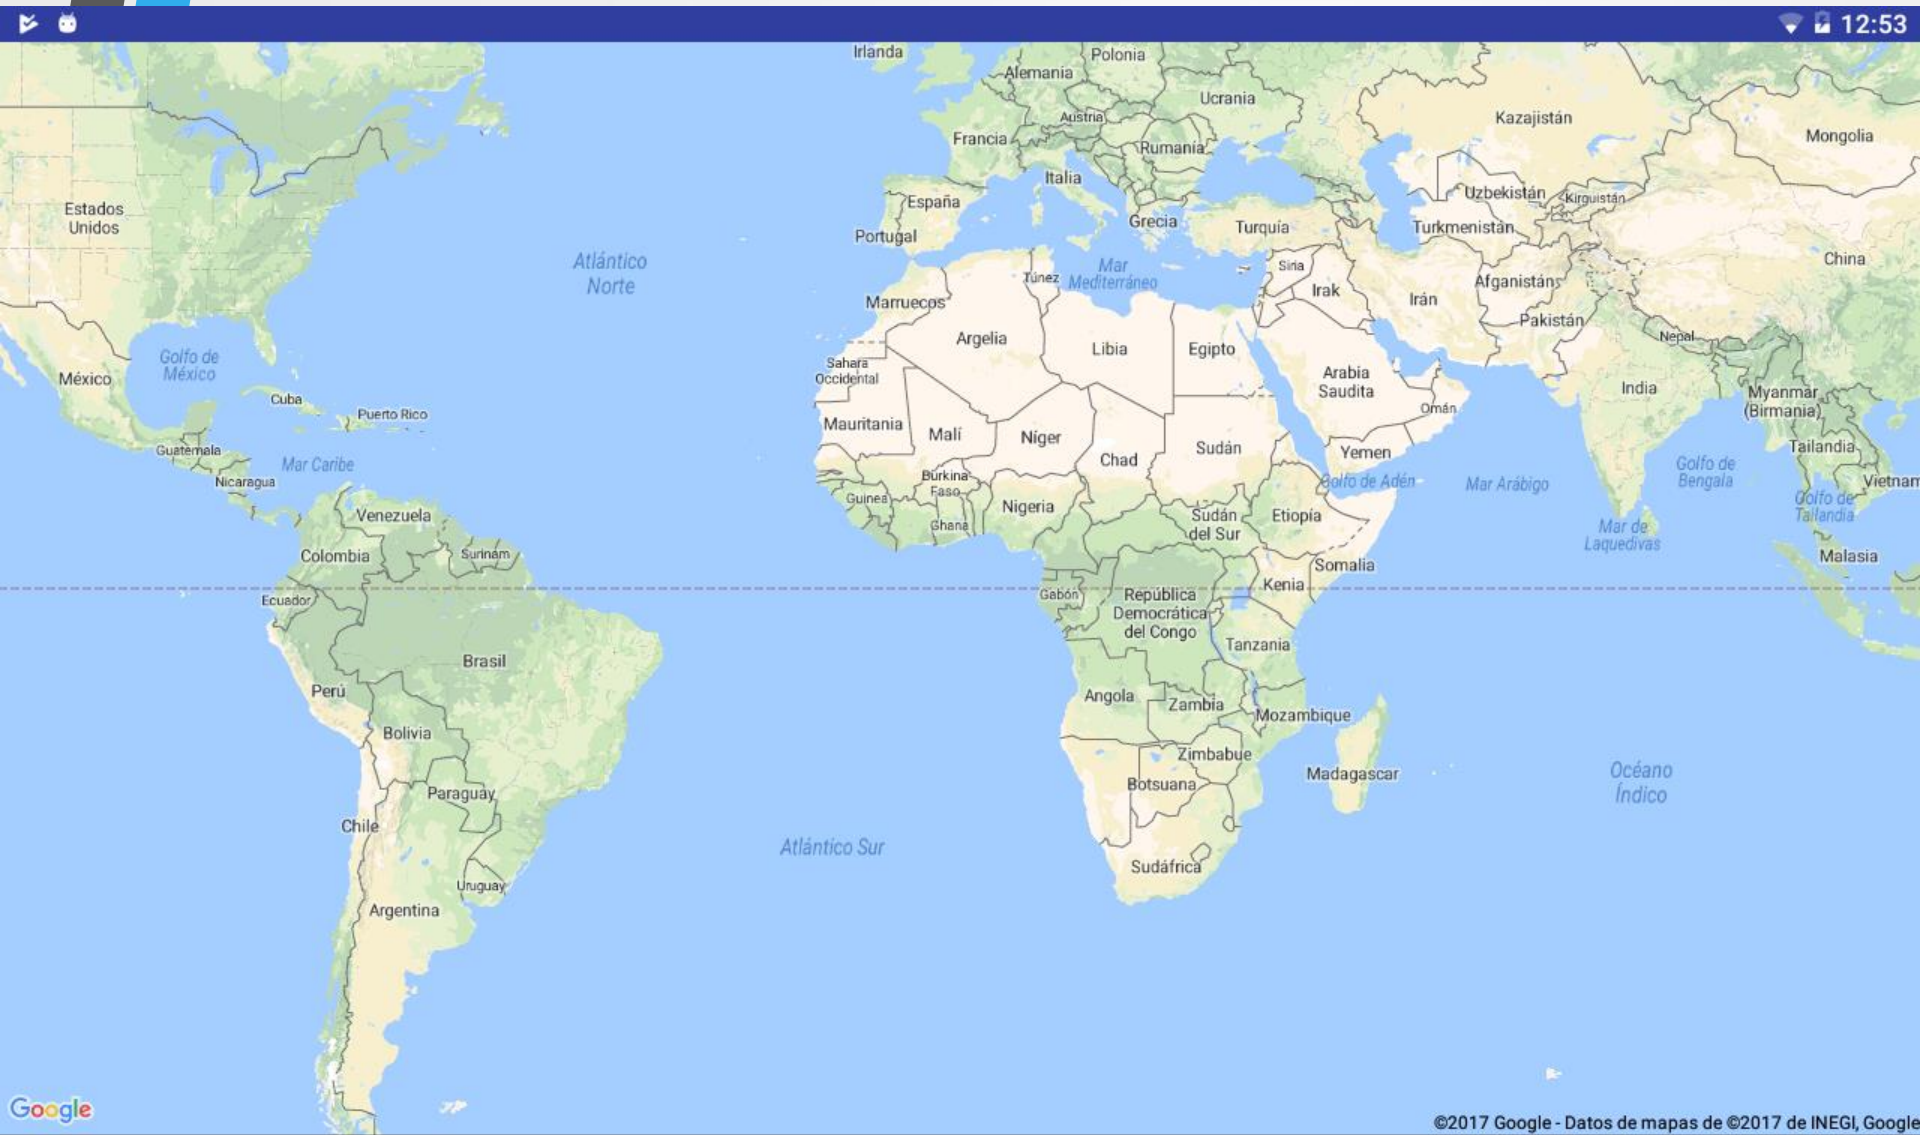 12:53
Irlanda
Polonia
Alemania
Ucrania
Austria
Kazajistán
Francia
Rumanía
Mongolia
Italia
Uzbekistán
Kirguistán
Estados
Unidos
España
Grecia
Turquía
Turkmenistán
Portugal
Atlántico
Norte
Mar
Mediterráneo
Siria
China
Túnez
Afganistán
Marruecos
Irak
Irán
Pakistán
Argelia
Libia
Egipto
Nepal
Golfo de
México
Sahara
Occidental
Arabia
Saudita
México
India
Myanmar
(Birmania)
Cuba
Puerto Rico
Omán
Mauritania
Malí
Níger
Sudán
Yemen
Tailandia
Guatemala
Mar Caribe
Chad
Golfo de
Bengala
Nicaragua
Burkina
Faso
Golfo de Adén
Mar Arábigo
Vietnam
Guinea
Nigeria
Golfo de
Tailandia
Venezuela
Ghana
Sudán
del Sur
Etiopía
Mar de
Laquedivas
Colombia
Surinam
Malasia
Somalia
Kenia
Ecuador
Gabón
República
Democrática
del Congo
Tanzania
Brasil
Perú
Angola
Zambia
Mozambique
Bolivia
Zimbabue
Madagascar
Océano
Índico
Paraguay
Botsuana
Chile
Atlántico Sur
Sudáfrica
Uruguay
Argentina
Google
©2017 Google - Datos de mapas de ©2017 de INEGI, Google